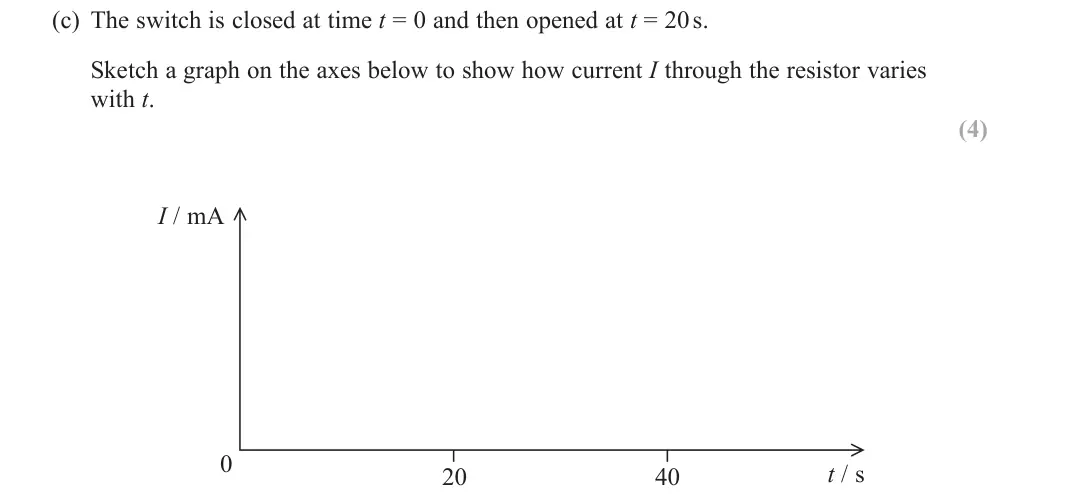 (c) The switch is closed at time t = 0 and then opened at t = 20 s.
Sketch a graph on the axes below to show how current I through the resistor varies
with t.
(4)
I / mA
0
20
40
t / s